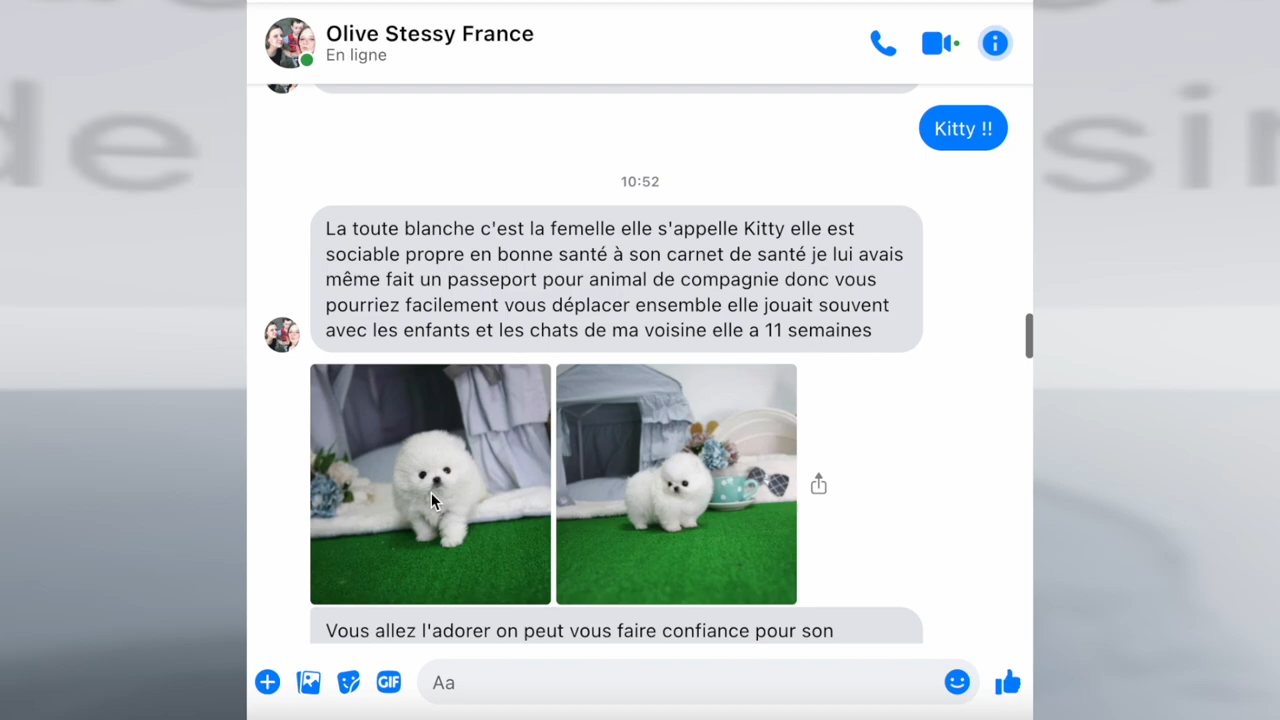 Olive Stessy France
En ligne
Kitty !!
10:52
La toute blanche c'est la femelle elle s'appelle Kitty elle est
sociable propre en bonne santé à son carnet de santé je lui avais
même fait un passeport pour animal de compagnie donc vous
pourriez facilement vous déplacer ensemble elle jouait souvent
avec les enfants et les chats de ma voisine elle a 11 semaines
Vous allez l'adorer on peut vous faire confiance pour son
GIF
Aa